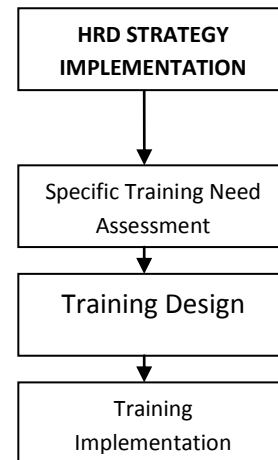 HRD STRATEGY
IMPLEMENTATION
Specific Training Need
Assessment
Training Design
Training
Implementation